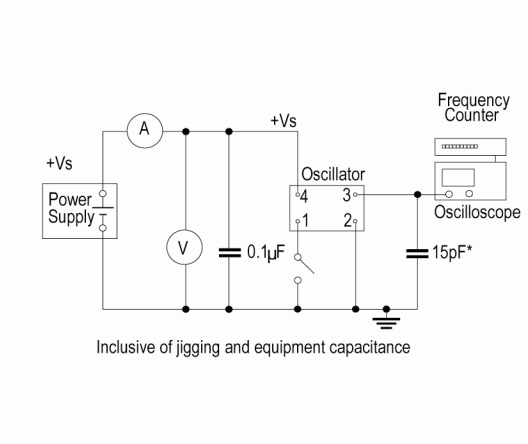 Frequency
Counter
A
+Vs
+Vs
Oscillator
Power
Supply
4
3
1
2
Oscilloscope
V
0.1µF
15pF*
Inclusive of jigging and equipment capacitance